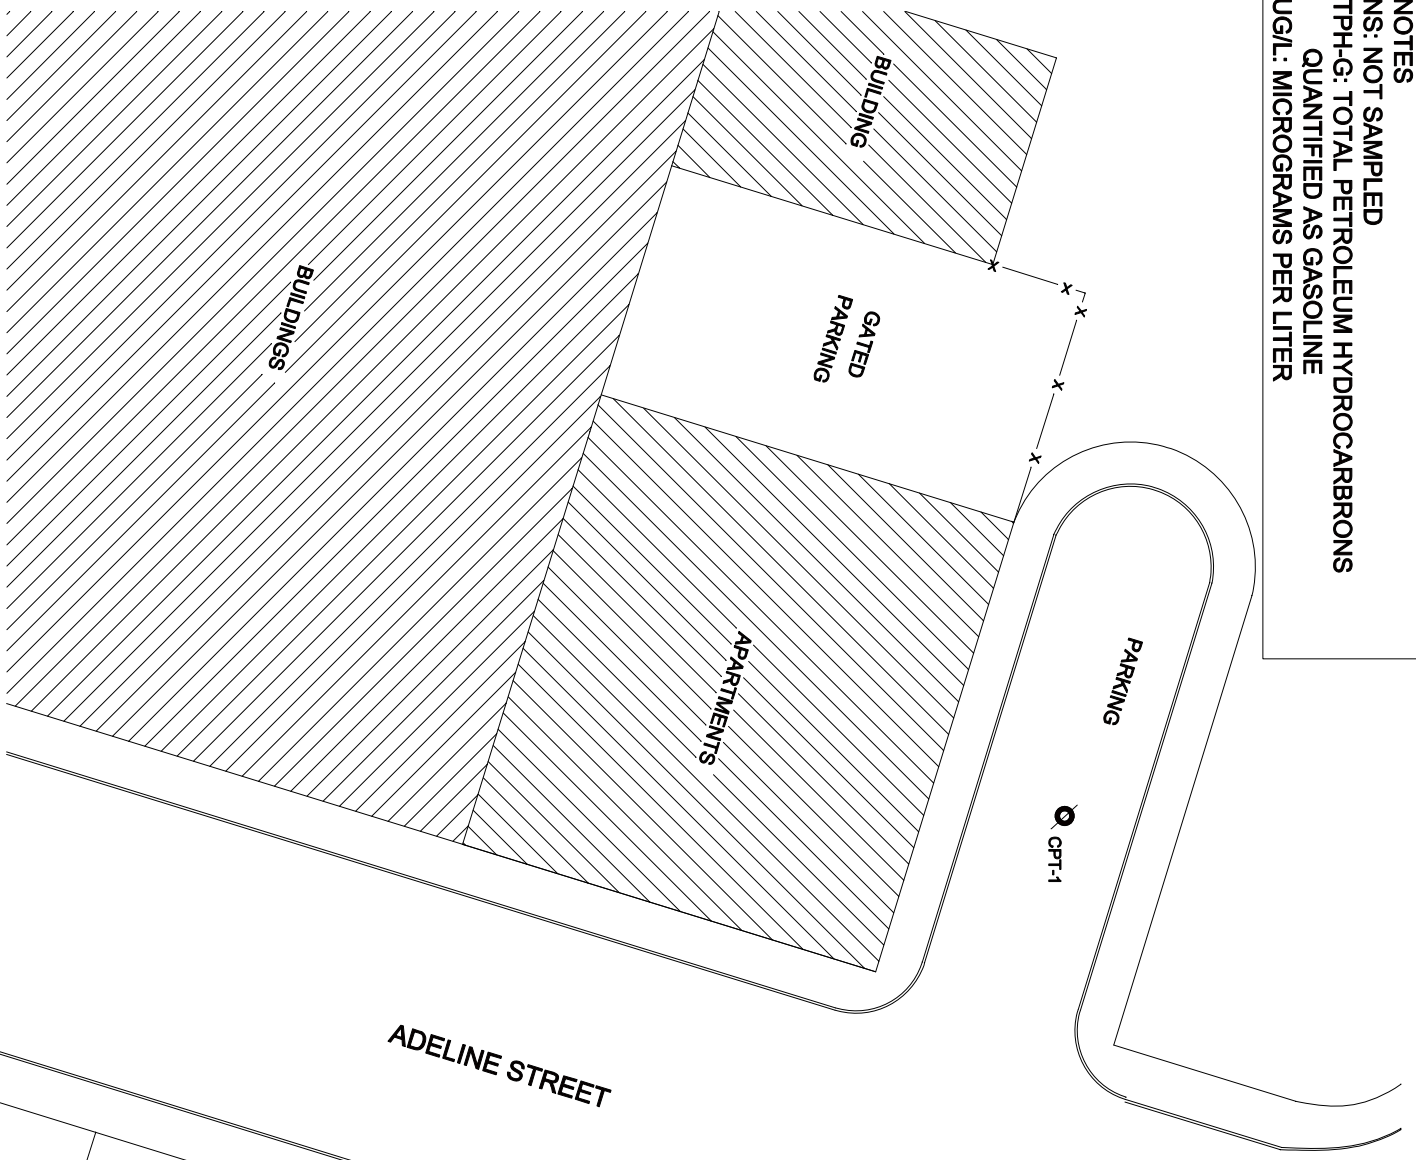 NOTES
NS: NOT SAMPLED
TPH-G: TOTAL PETROLEUM HYDROCARBRONS
QUANTIFIED AS GASOLINE
UG/L: MICROGRAMS PER LITER
BUILDING
BUILDINGS
GATED
PARKING
APARTMENTS
PARKING
CPT-1
ADELINE STREET